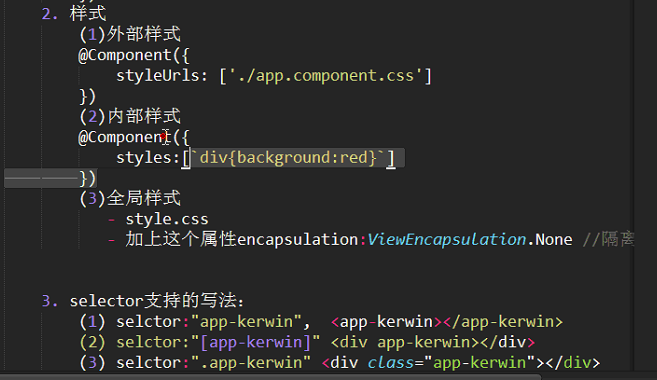 })
2. 样式
(1)外部样式
@Component({
styleUrls: ['./app.component.css']
})
(2)内部样式
@Component({
styles:[`div{background:red}`]
})
(3)全局样式
- style.css
- 加上这个属性encapsulation:ViewEncapsulation.None //隔离
3. selector支持的写法：
(1) selctor:"app-kerwin", <app-kerwin></app-kerwin>
(2) selctor:"[app-kerwin]" <div app-kerwin></div>
(3) selctor:".app-kerwin" <div class="app-kerwin"></div>